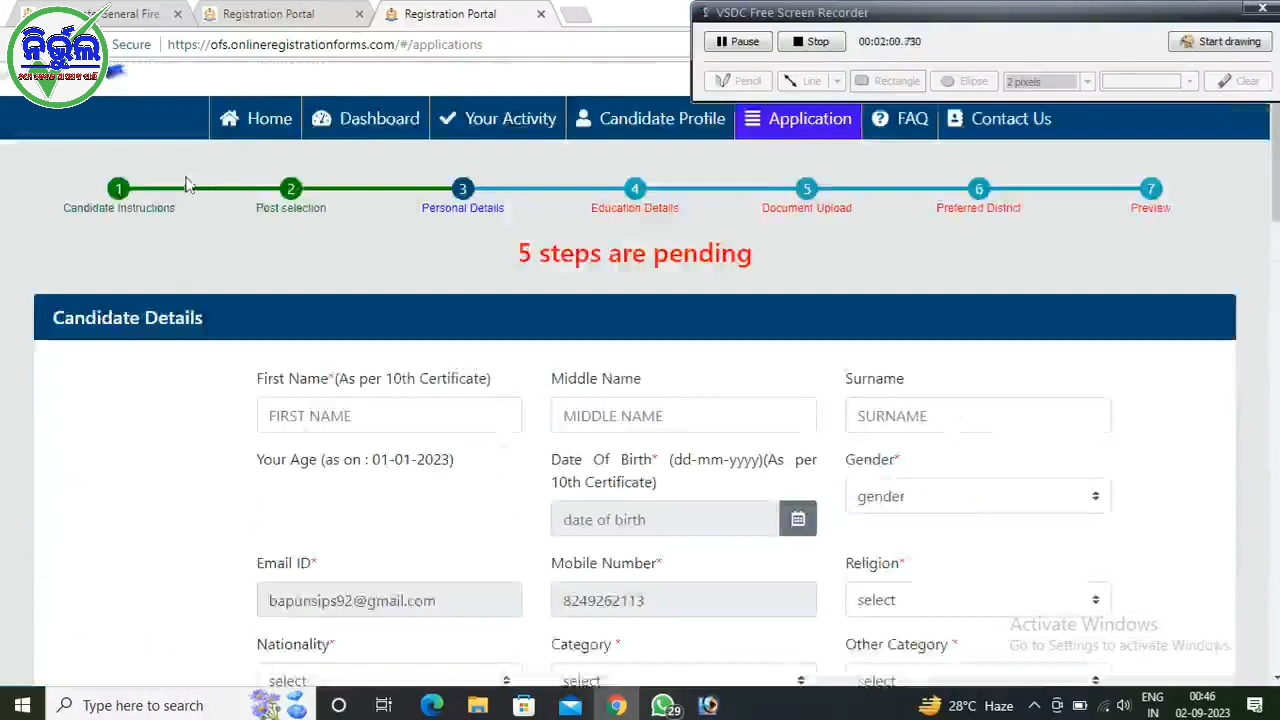 General Fire
Registration Portal
Registration Portal
VSDC Free Screen Recorder
Pause
Stop
00:02:00.730
Start drawing
Pencil
Line
Rectangle
Ellipse
2 pixels
Clear
ନିର୍ଭୁଲ
Secure
https://ofs.onlineregistrationforms.com/#/applications
Home
Dashboard
Your Activity
Candidate Profile
Application
FAQ
Contact Us
1
2
3
4
5
6
7
Candidate Instructions
Post selection
Personal Details
Education Details
Document Upload
Preferred District
Preview
5 steps are pending
Candidate Details
First Name*(As per 10th Certificate)
Middle Name
Surname
FIRST NAME
MIDDLE NAME
SURNAME
Your Age (as on : 01-01-2023)
Date Of Birth* (dd-mm-yyyy)(As per
10th Certificate)
Gender*
date of birth
gender
Email ID*
Mobile Number*
Religion*
bapunsips92@gmail.com
8249262113
select
Activate Windows
Go to Settings to activate Windows.
Nationality*
Category *
Other Category *
select
select
select
Type here to search
29
28°C Haze
ENG
IN
00:46
02-09-2023